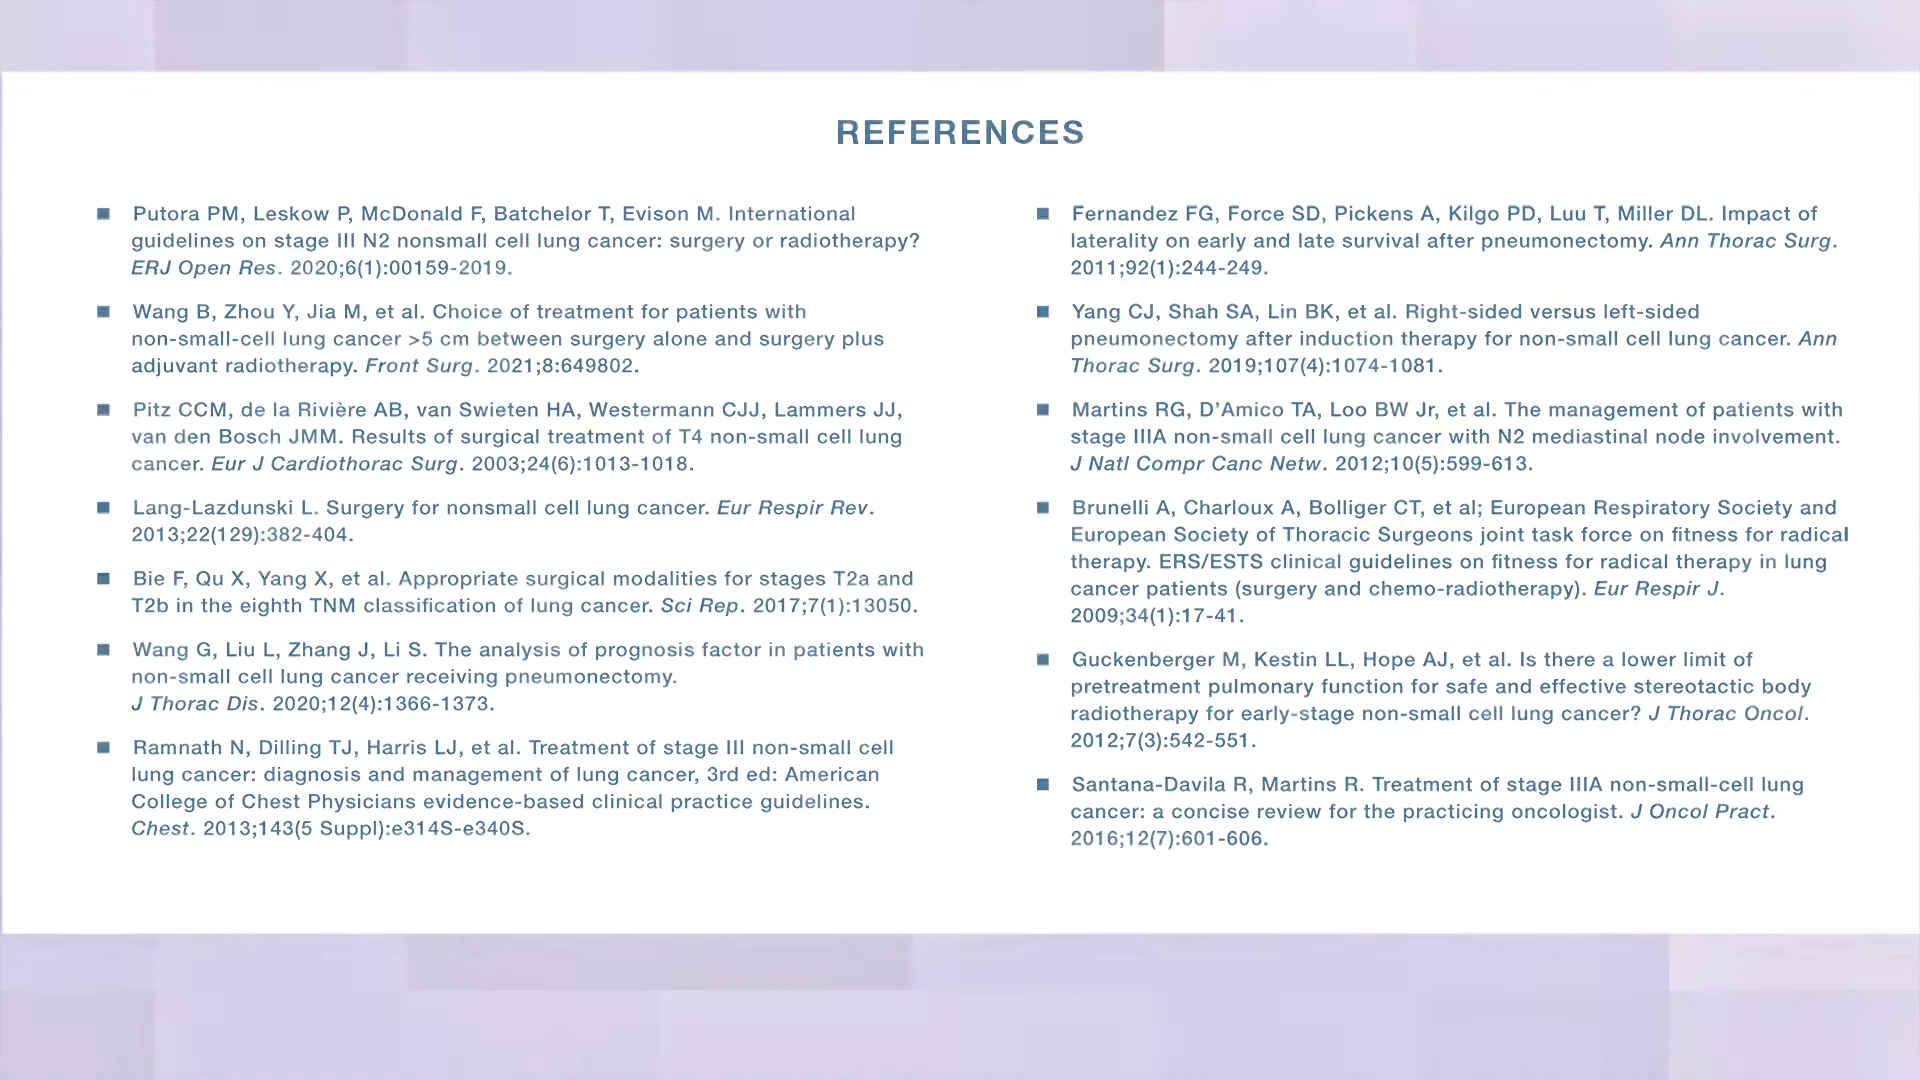 REFERENCES
Putora PM, Leskow P, McDonald F, Batchelor T, Evison M. International
guidelines on stage III N2 nonsmall cell lung cancer: surgery or radiotherapy?
ERJ Open Res. 2020;6(1):00159-2019.
Wang B, Zhou Y, Jia M, et al. Choice of treatment for patients with
non-small-cell lung cancer >5 cm between surgery alone and surgery plus
adjuvant radiotherapy. Front Surg. 2021;8:649802.
Pitz CCM, de la Rivière AB, van Swieten HA, Westermann CJJ, Lammers JJ,
van den Bosch JMM. Results of surgical treatment of T4 non-small cell lung
cancer. Eur J Cardiothorac Surg. 2003;24(6):1013-1018.
Lang-Lazdunski L. Surgery for nonsmall cell lung cancer. Eur Respir Rev.
2013;22(129):382-404.
Bie F, Qu X, Yang X, et al. Appropriate surgical modalities for stages T2a and
T2b in the eighth TNM classification of lung cancer. Sci Rep. 2017;7(1):13050.
Wang G, Liu L, Zhang J, Li S. The analysis of prognosis factor in patients with
non-small cell lung cancer receiving pneumonectomy.
J Thorac Dis. 2020;12(4):1366-1373.
Ramnath N, Dilling TJ, Harris LJ, et al. Treatment of stage III non-small cell
lung cancer: diagnosis and management of lung cancer, 3rd ed: American
College of Chest Physicians evidence-based clinical practice guidelines.
Chest. 2013;143(5 Suppl):e314S-e340S.
Fernandez FG, Force SD, Pickens A, Kilgo PD, Luu T, Miller DL. Impact of
laterality on early and late survival after pneumonectomy. Ann Thorac Surg.
2011;92(1):244-249.
Yang CJ, Shah SA, Lin BK, et al. Right-sided versus left-sided
pneumonectomy after induction therapy for non-small cell lung cancer. Ann
Thorac Surg. 2019;107(4):1074-1081.
Martins RG, D’Amico TA, Loo BW Jr, et al. The management of patients with
stage IIIA non-small cell lung cancer with N2 mediastinal node involvement.
J Natl Compr Canc Netw. 2012;10(5):599-613.
Brunelli A, Charloux A, Bolliger CT, et al; European Respiratory Society and
European Society of Thoracic Surgeons joint task force on fitness for radical
therapy. ERS/ESTS clinical guidelines on fitness for radical therapy in lung
cancer patients (surgery and chemo-radiotherapy). Eur Respir J.
2009;34(1):17-41.
Guckenberger M, Kestin LL, Hope AJ, et al. Is there a lower limit of
pretreatment pulmonary function for safe and effective stereotactic body
radiotherapy for early-stage non-small cell lung cancer? J Thorac Oncol.
2012;7(3):542-551.
Santana-Davila R, Martins R. Treatment of stage IIIA non-small-cell lung
cancer: a concise review for the practicing oncologist. J Oncol Pract.
2016;12(7):601-606.